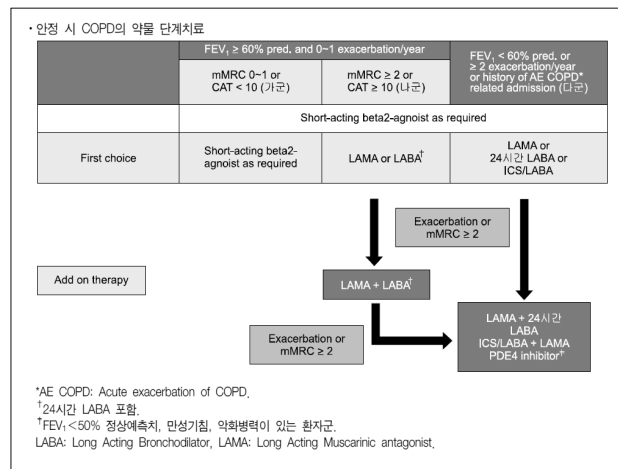 · 안정 시 COPD의 약물 단계치료
FEV₁ ≥ 60% pred. and 0~1 exacerbation/year
FEV₁ < 60% pred. or
≥ 2 exacerbation/year
or history of AE COPD*
related admission (다군)
mMRC 0~1 or
CAT < 10 (가군)
mMRC ≥ 2 or
CAT ≥ 10 (나군)
Short-acting beta2-agnoist as required
First choice
Short-acting beta2-
agnoist as required
LAMA or LABA†
LAMA or
24시간 LABA or
ICS/LABA
Exacerbation or
mMRC ≥ 2
Add on therapy
LAMA + LABA†
Exacerbation or
mMRC ≥ 2
LAMA + 24시간
LABA
ICS/LABA + LAMA
PDE4 inhibitor†
*AE COPD: Acute exacerbation of COPD.
†24시간 LABA 포함.
†FEV₁<50% 정상예측치, 만성기침, 악화병력이 있는 환자군.
LABA: Long Acting Bronchodilator, LAMA: Long Acting Muscarinic antagonist.